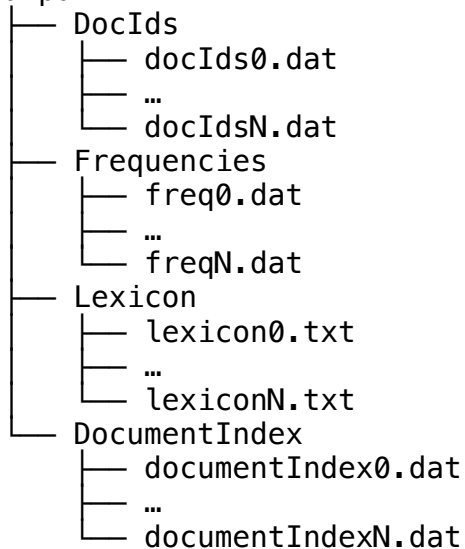 ├── DocIds
│   ├── docIds0.dat
│   ├── …
│   └── docIdsN.dat
├── Frequencies
│   ├── freq0.dat
│   ├── …
│   └── freqN.dat
├── Lexicon
│   ├── lexicon0.txt
│   ├── …
│   └── lexiconN.txt
└── DocumentIndex
    ├── documentIndex0.dat
    ├── …
    └── documentIndexN.dat